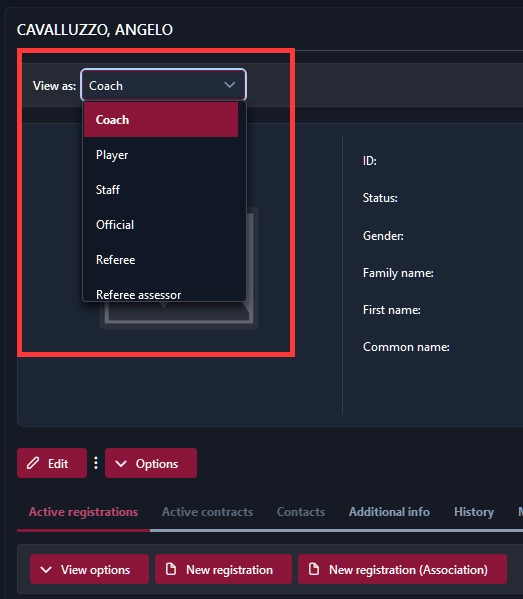 CAVALLUZZO, ANGELO
View as: Coach
Coach
Player
Staff
Official
Referee
Referee assessor
ID:
Status:
Gender:
Family name:
First name:
Common name:
Edit
Options
Active registrations Active contracts Contacts Additional info History
View options New registration New registration (Association)